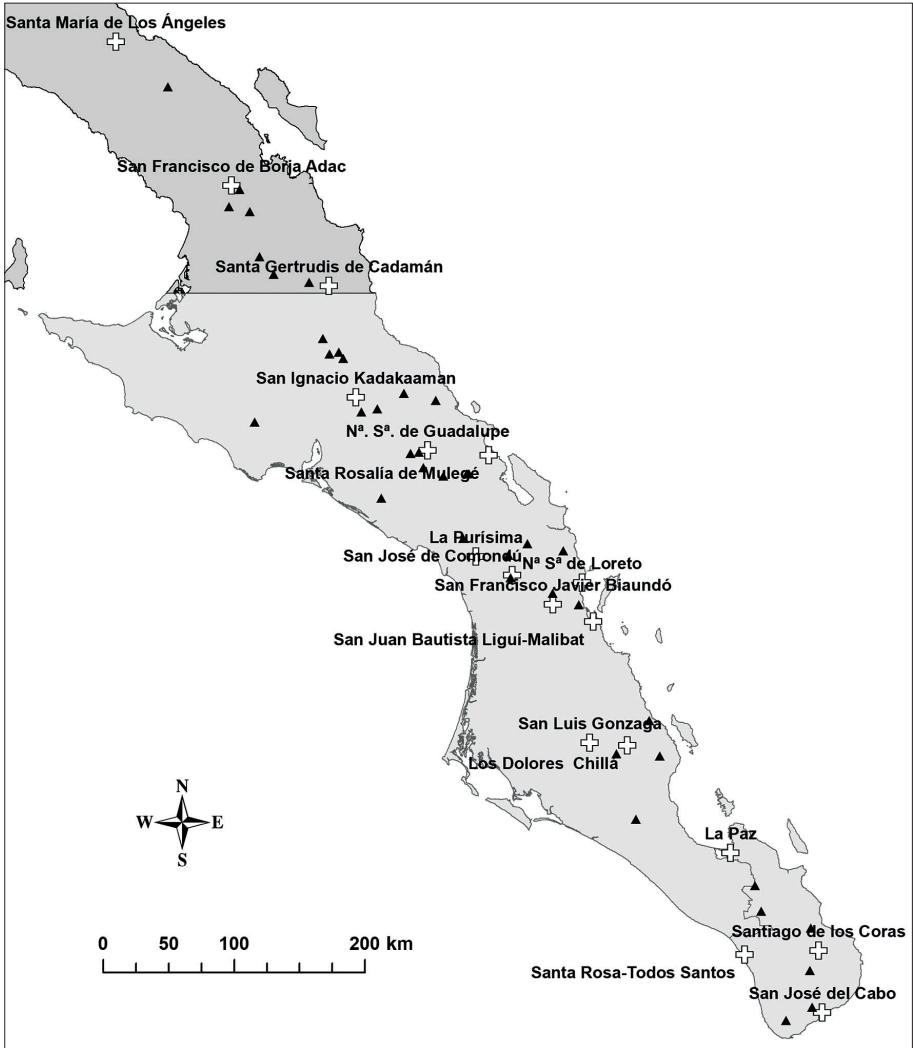 Santa María de Los Ángeles
San Francisco de Borja Adac
Santa Gertrudis de Cadamán
San Ignacio Kadakaaman
Nª. Sª. de Guadalupe
Santa Rosalía de Mulegé
La Purísima
San José de Comondú
Nª Sª de Loreto
San Francisco Javier Biaundó
San Juan Bautista Liguí-Malibat
San Luis Gonzaga
Los Dolores Chillá
N
W E
S
La Paz
Santiago de los Coras
0 50 100 200 km
Santa Rosa-Todos Santos
San José del Cabo